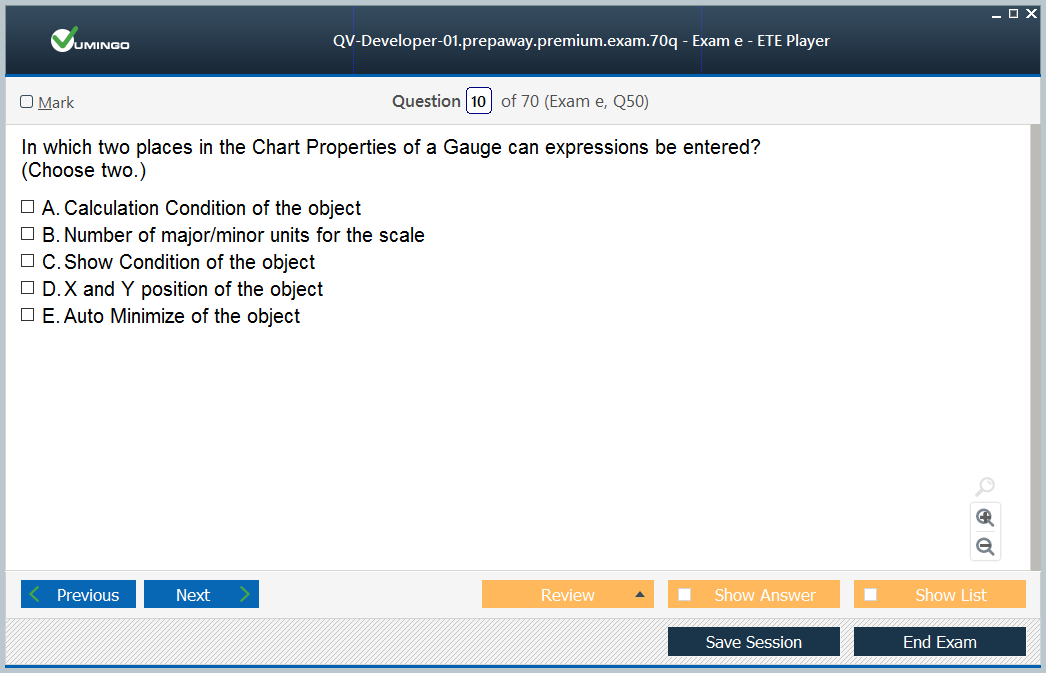 VUMINGO
QV-Developer-01.prepaway.premium.exam.70q - Exam e - ETE Player
Mark
Question 10 of 70 (Exam e, Q50)
In which two places in the Chart Properties of a Gauge can expressions be entered?
(Choose two.)
A. Calculation Condition of the object
B. Number of major/minor units for the scale
C. Show Condition of the object
D. X and Y position of the object
E. Auto Minimize of the object
Previous
Next
Review
Show Answer
Show List
Save Session
End Exam